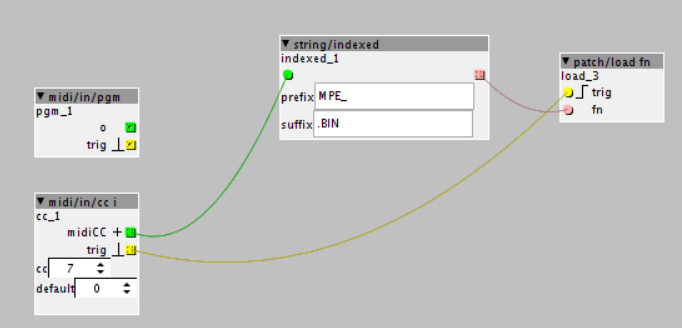 ▼ string/indexed
indexed_1
prefix MPE_
suffix .BIN
▼ patch/load fn
load_3
trig
fn
▼ midi/in/pgm
pgm_1
o
trig
▼ midi/in/cc i
cc_1
midiCC +
trig
cc 7
default 0